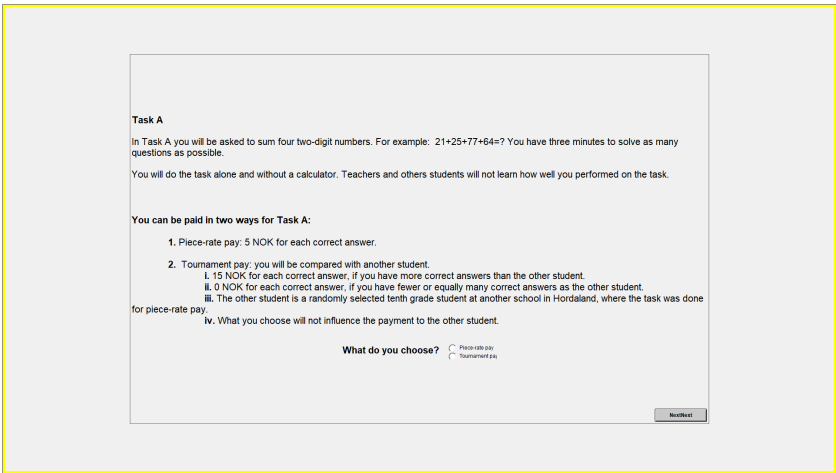 Task A
In Task A you will be asked to sum four two-digit numbers. For example: 21+25+77+64=? You have three minutes to solve as many
questions as possible.
You will do the task alone and without a calculator. Teachers and others students will not learn how well you performed on the task.
You can be paid in two ways for Task A:
1. Piece-rate pay: 5 NOK for each correct answer.
2. Tournament pay: you will be compared with another student.
i. 15 NOK for each correct answer, if you have more correct answers than the other student.
ii. 0 NOK for each correct answer, if you have fewer or equally many correct answers as the other student.
iii. The other student is a randomly selected tenth grade student at another school in Hordaland, where the task was done
for piece-rate pay.
iv. What you choose will not influence the payment to the other student.
What do you choose? Piece-rate pay
Tournament pay
NextNext